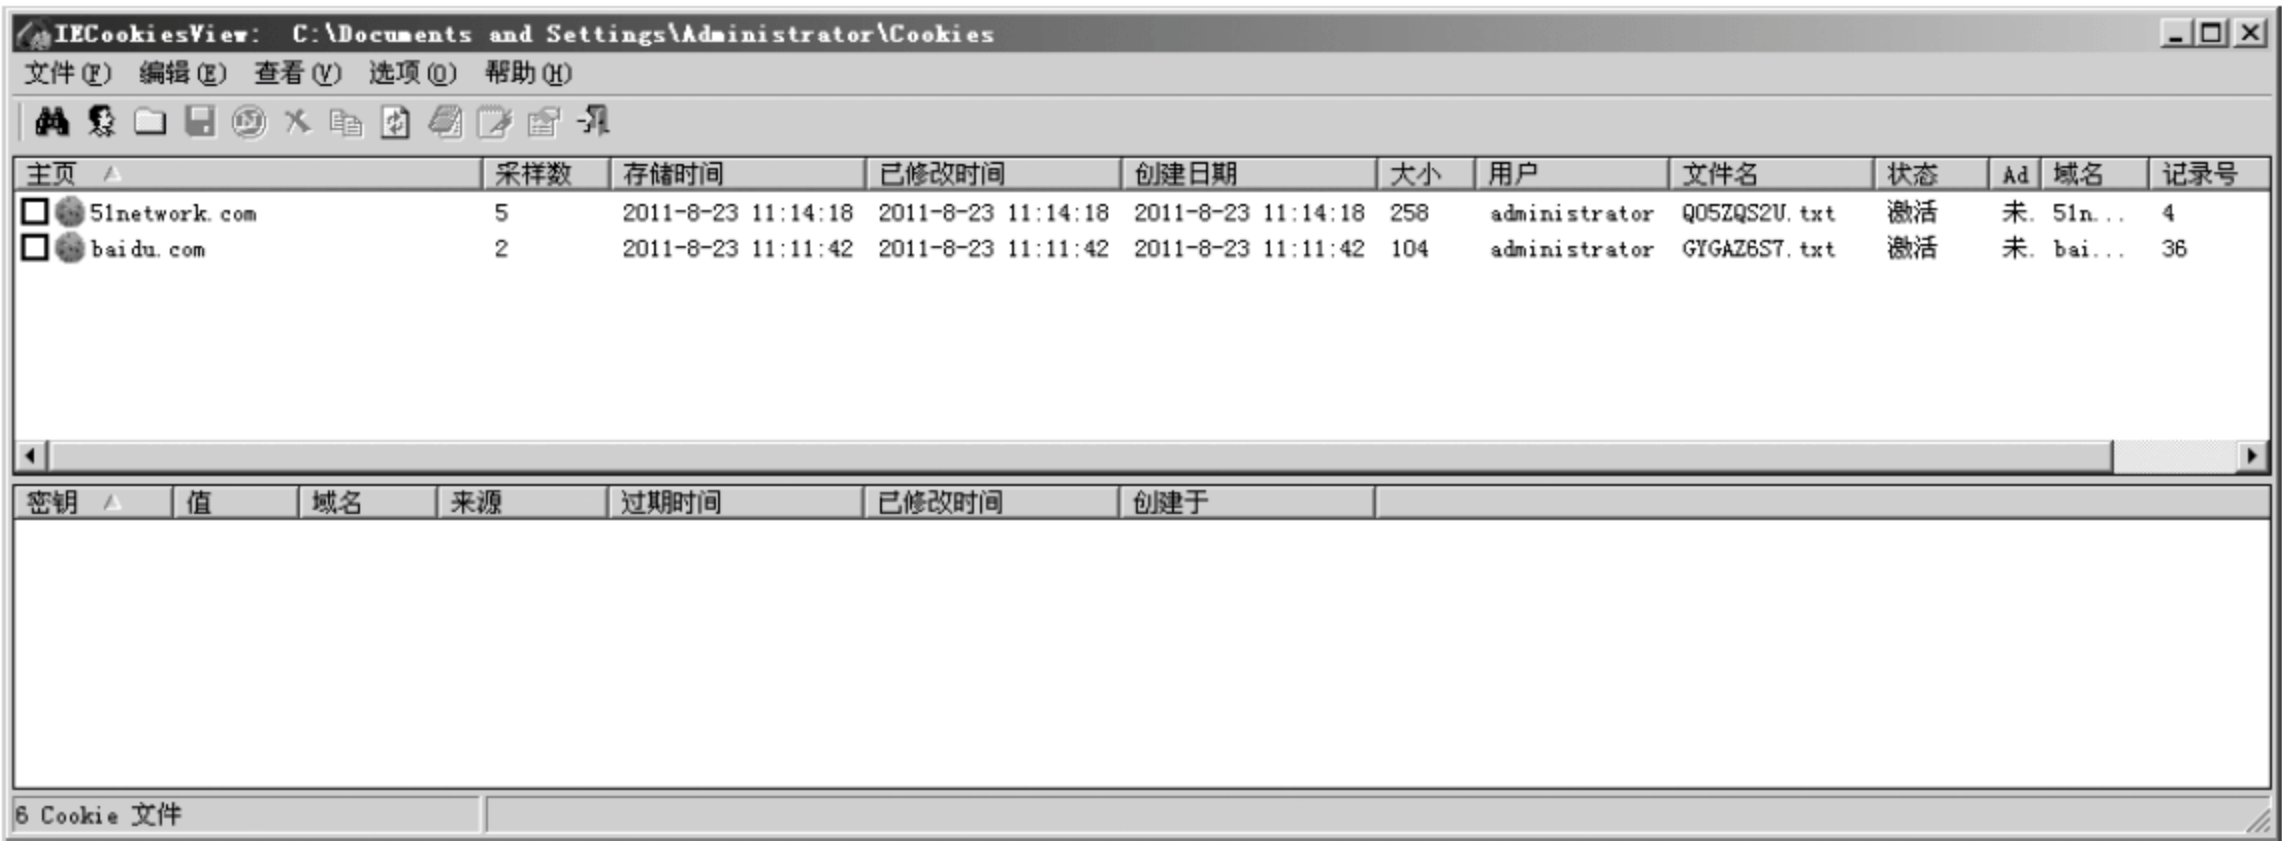 IECookiesView: C:\Documents and Settings\Administrator\Cookies
文件(F) 编辑(E) 查看(V) 选项(O) 帮助(H)
主页 采样数 存储时间 已修改时间 创建日期 大小 用户 文件名 状态 Ad 域名 记录号
51network.com 5 2011-8-23 11:14:18 2011-8-23 11:14:18 2011-8-23 11:14:18 258 administrator QO5ZQS2U.txt 激活 未. 51n... 4
baidu.com 2 2011-8-23 11:11:42 2011-8-23 11:11:42 2011-8-23 11:11:42 104 administrator GYGAZ6S7.txt 激活 未. bai... 36
密钥 值 域名 来源 过期时间 已修改时间 创建于
6 Cookie 文件